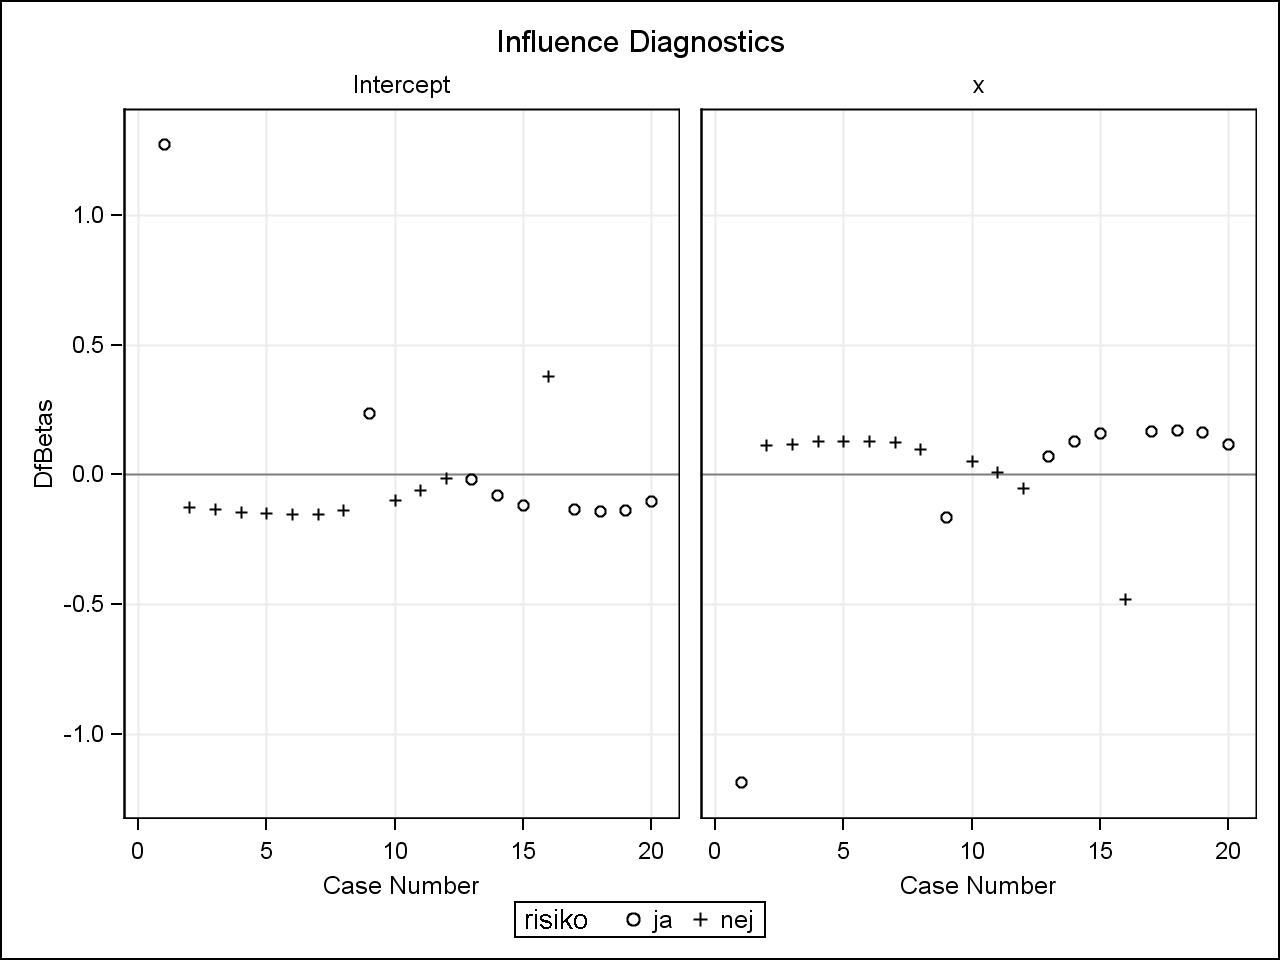 Influence Diagnostics
Intercept
x
DfBetas
1.0
0.5
0.0
-0.5
-1.0
0 5 10 15 20
0 5 10 15 20
Case Number
Case Number
risiko ja nej